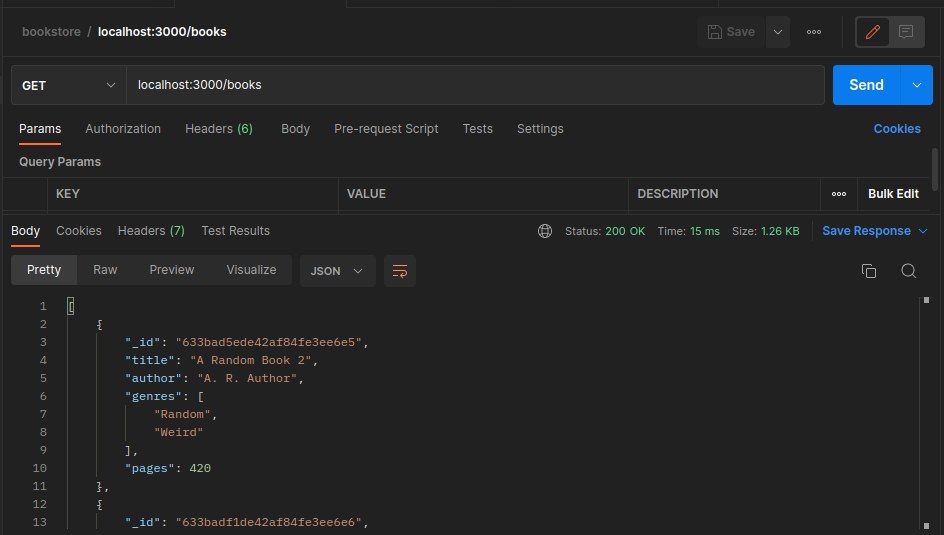 bookstore / localhost:3000/books Save
GET localhost:3000/books Send
Params Authorization Headers (6) Body Pre-request Script Tests Settings Cookies
Query Params
KEY VALUE DESCRIPTION Bulk Edit
Body Cookies Headers (7) Test Results Status: 200 OK Time: 15 ms Size: 1.26 KB Save Response
Pretty Raw Preview Visualize JSON
1 [
2 {
3 "_id": "633bad5ede42af84fe3ee6e5",
4 "title": "A Random Book 2",
5 "author": "A. R. Author",
6 "genres": [
7 "Random",
8 "Weird"
9 ],
10 "pages": 420
11 },
12 {
13 "_id": "633badf1de42af84fe3ee6e6",